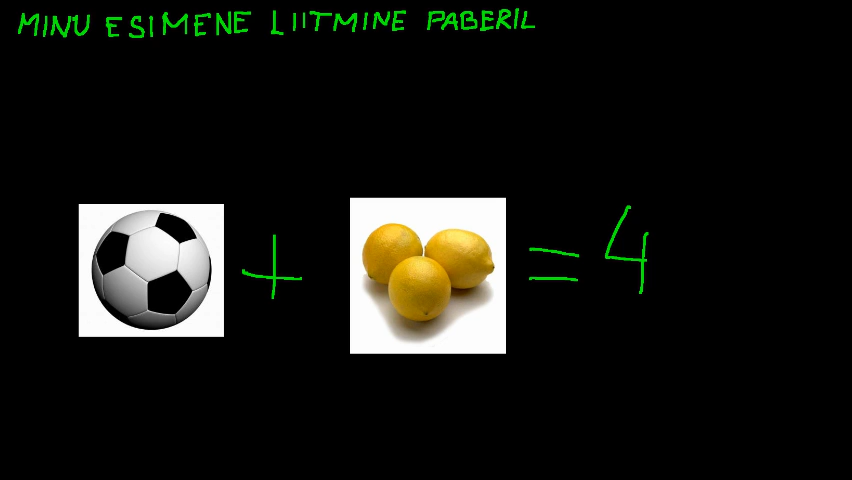 MINU ESIMENE LIITMINE PABERIL
+ = 4